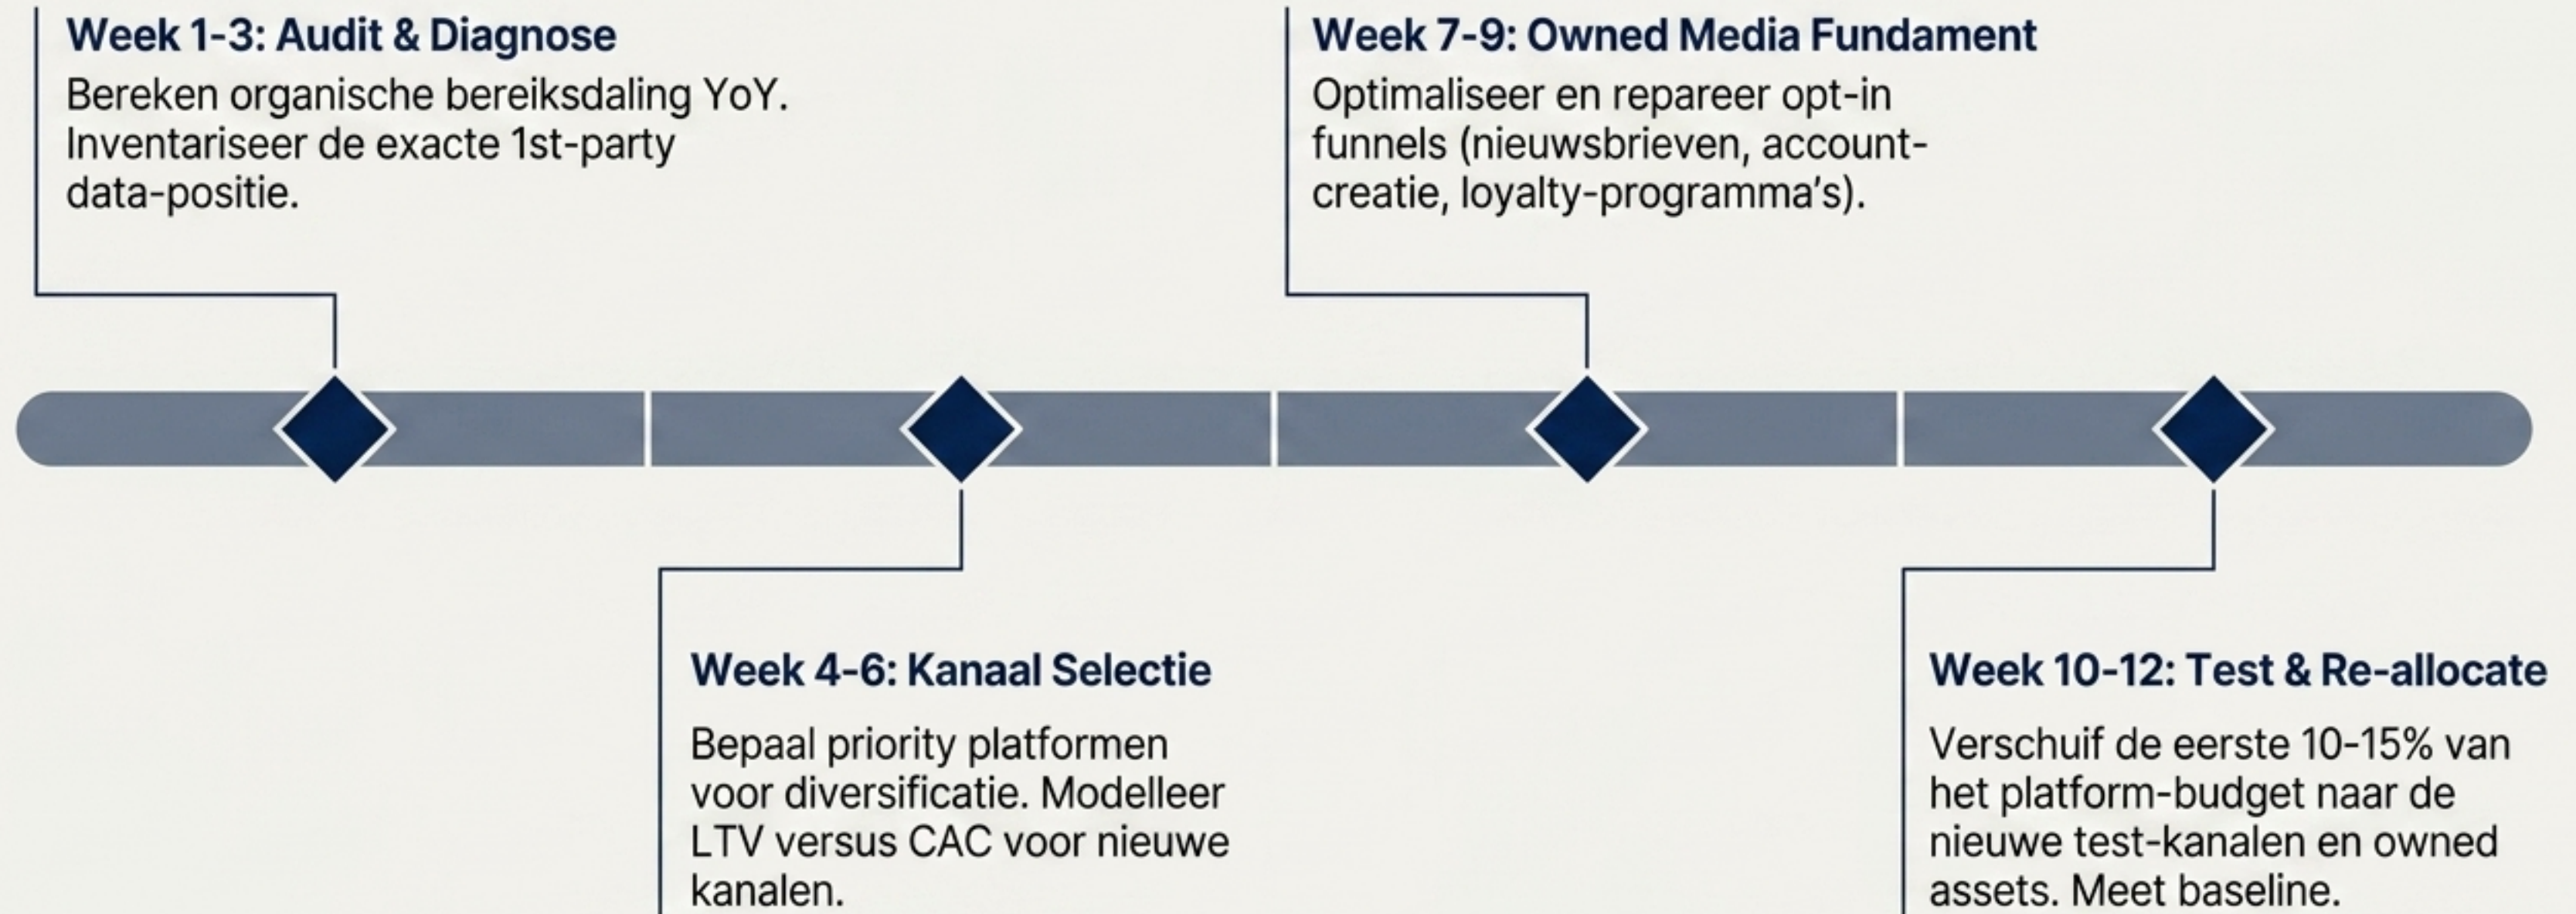 Week 1-3: Audit & Diagnose
Bereken organische bereiksdaling YoY.
Inventariseer de exacte 1st-party
data-positie.
Week 4-6: Kanaal Selectie
Bepaal priority platformen
voor diversificatie. Modelleer
LTV versus CAC voor nieuwe
kanalen.
Week 7-9: Owned Media Fundament
Optimaliseer en repareer opt-in
funnels (nieuwsbrieven, account-
creatie, loyalty-programma's).
Week 10-12: Test & Re-allocate
Verschuif de eerste 10-15% van
het platform-budget naar de
nieuwe test-kanalen en owned
assets. Meet baseline.